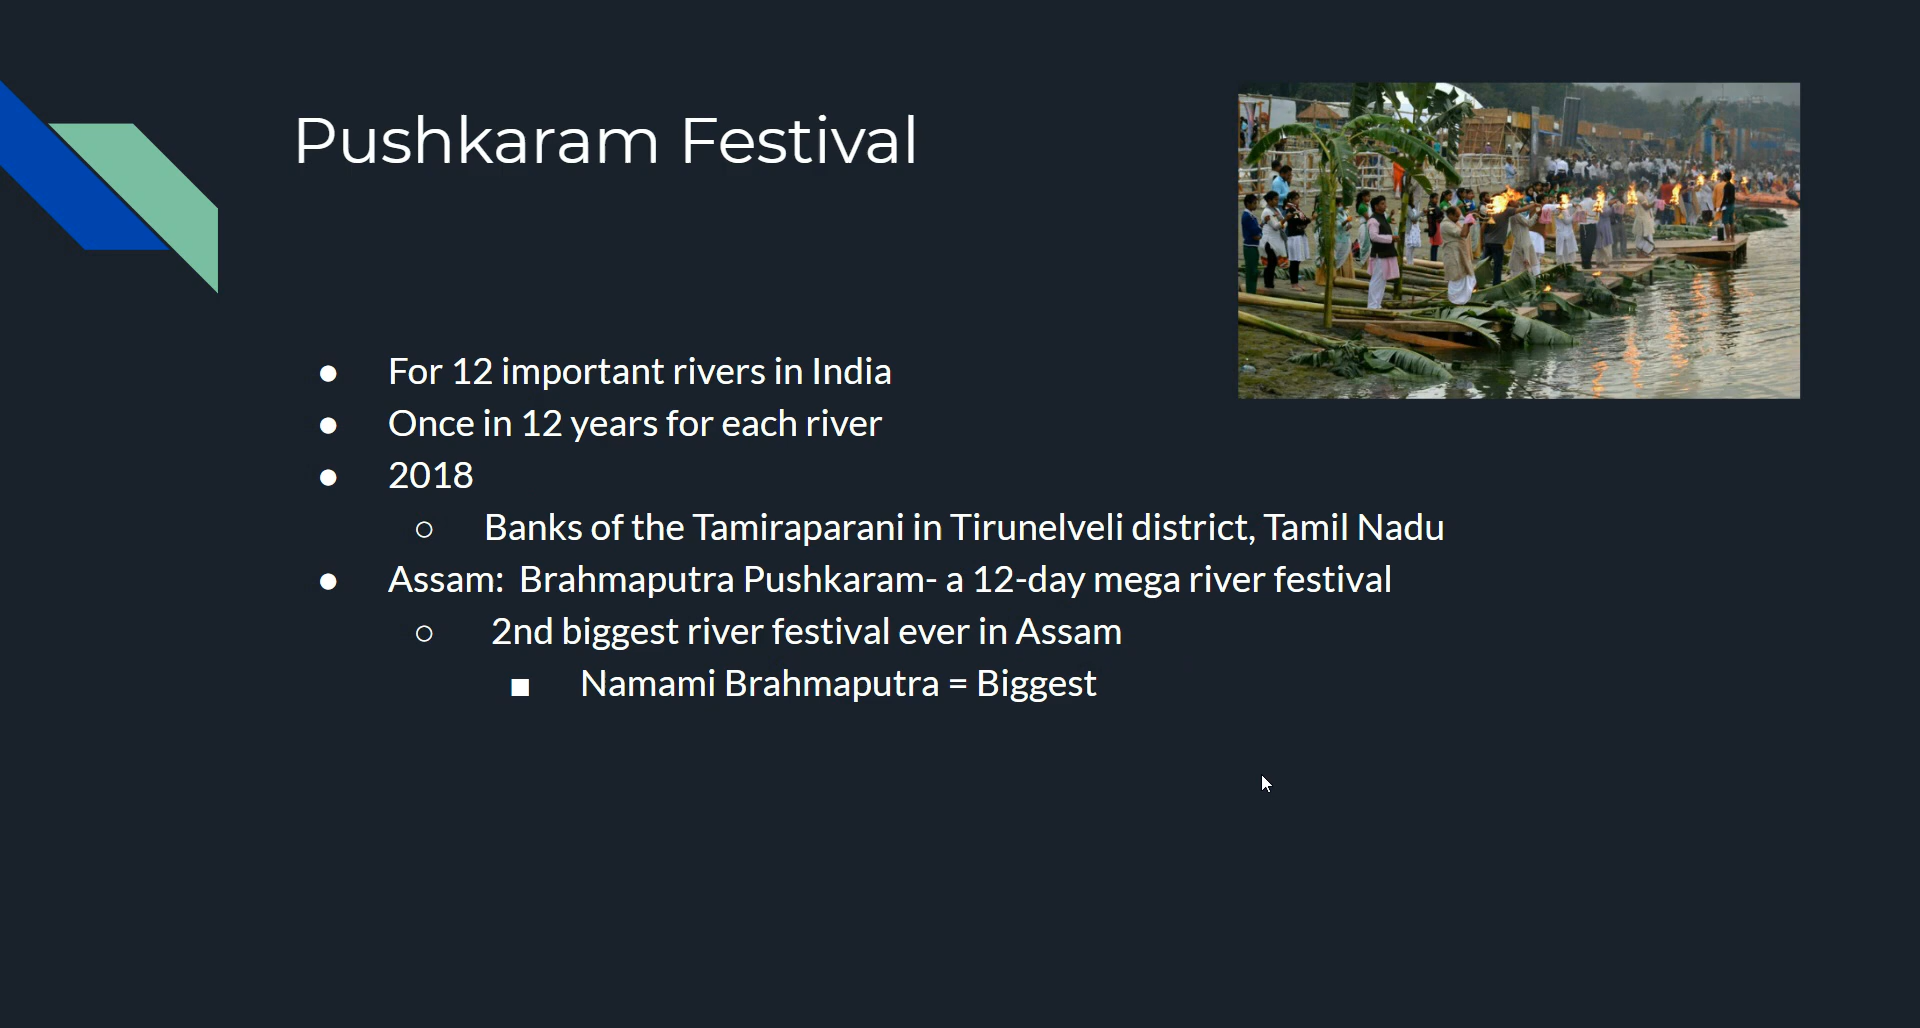 Pushkaram Festival
● For 12 important rivers in India
● Once in 12 years for each river
● 2018
○ Banks of the Tamiraparani in Tirunelveli district, Tamil Nadu
● Assam: Brahmaputra Pushkaram- a 12-day mega river festival
○ 2nd biggest river festival ever in Assam
■ Namami Brahmaputra = Biggest